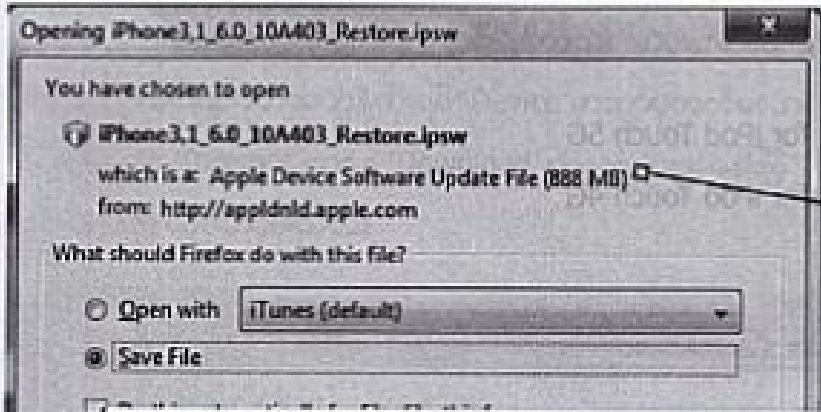 Opening iPhone3,1_6.0_10A403_Restore.ipsw
You have chosen to open
iPhone3,1_6.0_10A403_Restore.ipsw
which is a: Apple Device Software Update File (888 MB)
from: http://appldnld.apple.com
What should Firefox do with this file?
Open with iTunes (default)
Save File